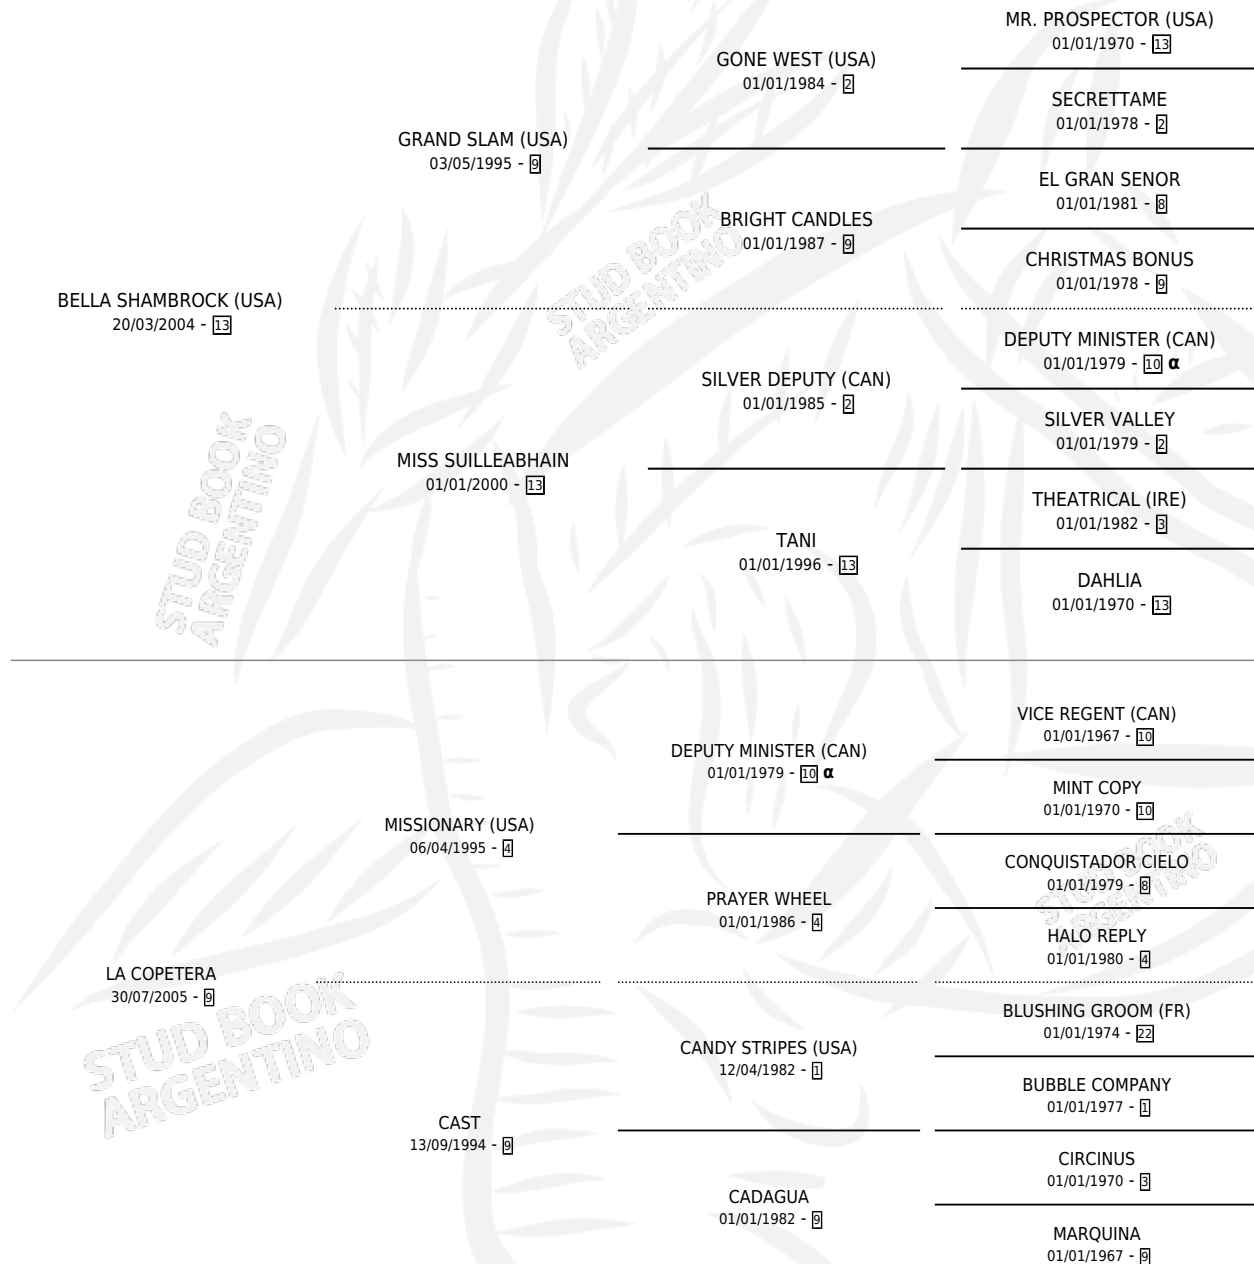 MR. PROSPECTOR (USA)
01/01/1970 - 13
GONE WEST (USA)
01/01/1984 - 2
SECRETTAME
01/01/1978 - 2
GRAND SLAM (USA)
03/05/1995 - 9
EL GRAN SENOR
01/01/1981 - 8
BRIGHT CANDLES
01/01/1987 - 9
CHRISTMAS BONUS
01/01/1978 - 9
BELLA SHAMBROCK (USA)
20/03/2004 - 13
STUD BOOK
ARGENTINO
DEPUTY MINISTER (CAN)
01/01/1979 - 10 α
SILVER DEPUTY (CAN)
01/01/1985 - 2
SILVER VALLEY
01/01/1979 - 2
MISS SUILLEABHAIN
01/01/2000 - 13
STUD BOOK
ARGENTINO
THEATRICAL (IRE)
01/01/1982 - 3
TANI
01/01/1996 - 13
DAHLIA
01/01/1970 - 13
VICE REGENT (CAN)
01/01/1967 - 10
DEPUTY MINISTER (CAN)
01/01/1979 - 10 α
MINT COPY
01/01/1970 - 10
MISSIONARY (USA)
06/04/1995 - 4
STUD BOOK
ARGENTINO
CONQUISTADOR CIELO
01/01/1979 - 8
PRAYER WHEEL
01/01/1986 - 4
HALO REPLY
01/01/1980 - 4
LA COPETERA
30/07/2005 - 9
STUD BOOK
ARGENTINO
BLUSHING GROOM (FR)
01/01/1974 - 22
CANDY STRIPES (USA)
12/04/1982 - 1
BUBBLE COMPANY
01/01/1977 - 1
CAST
13/09/1994 - 9
CIRCINUS
01/01/1970 - 3
CADAGUA
01/01/1982 - 9
MARQUINA
01/01/1967 - 9